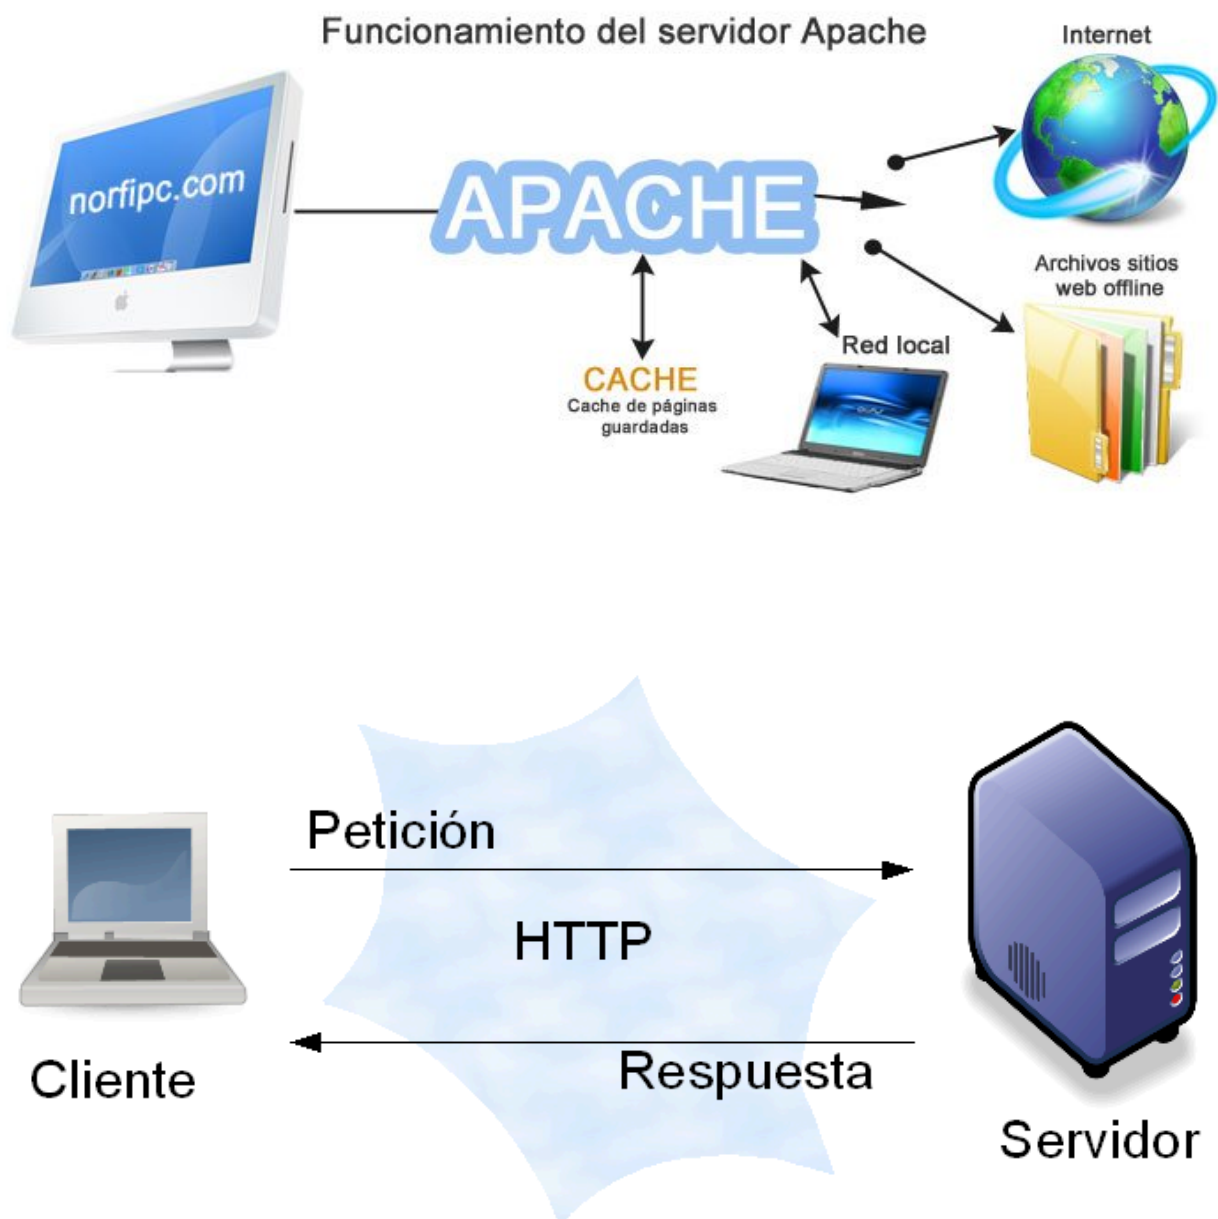 Funcionamiento del servidor Apache
Internet
norfipc.com
APACHE
Archivos sitios
web offline
Red local
CACHE
Cache de páginas
guardadas
Petición
HTTP
Respuesta
Cliente
Servidor